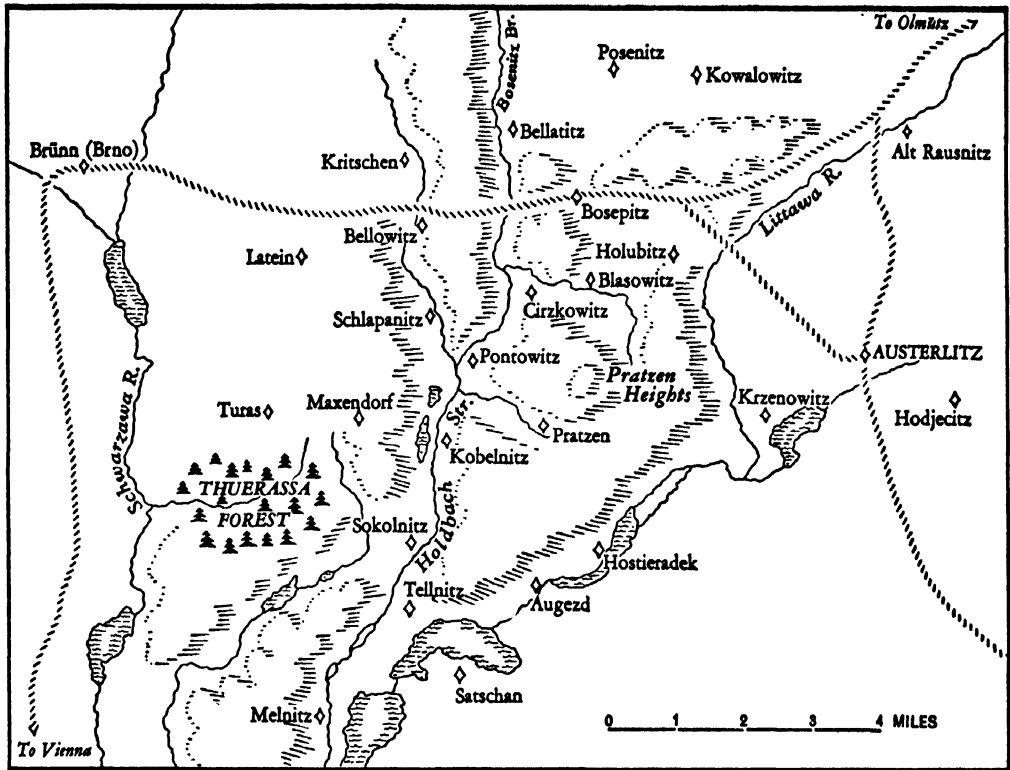 To Olmütz
Posenitz
Kowalowitz
Bosenitz Br.
Bellatitz
Alt Rausnitz
Brünn (Brno)
Kritschen
Bosepitz
Littawa R.
Bellowitz
Latein
Holubitz
Blasowitz
Cirzkowitz
Schlapanitz
Pontowitz
AUSTERLITZ
Pratzen
Heights
Schwarzawa R.
Turas
Maxendorf
Krzenowitz
Hodjecitz
Pratzen
Kobelnitz
THUERASSA
FOREST
Sokolnitz
Holdbach Str.
Hostieradek
Tellnitz
Augezd
Satschan
Melnitz
To Vienna
0 1 2 3 4 MILES